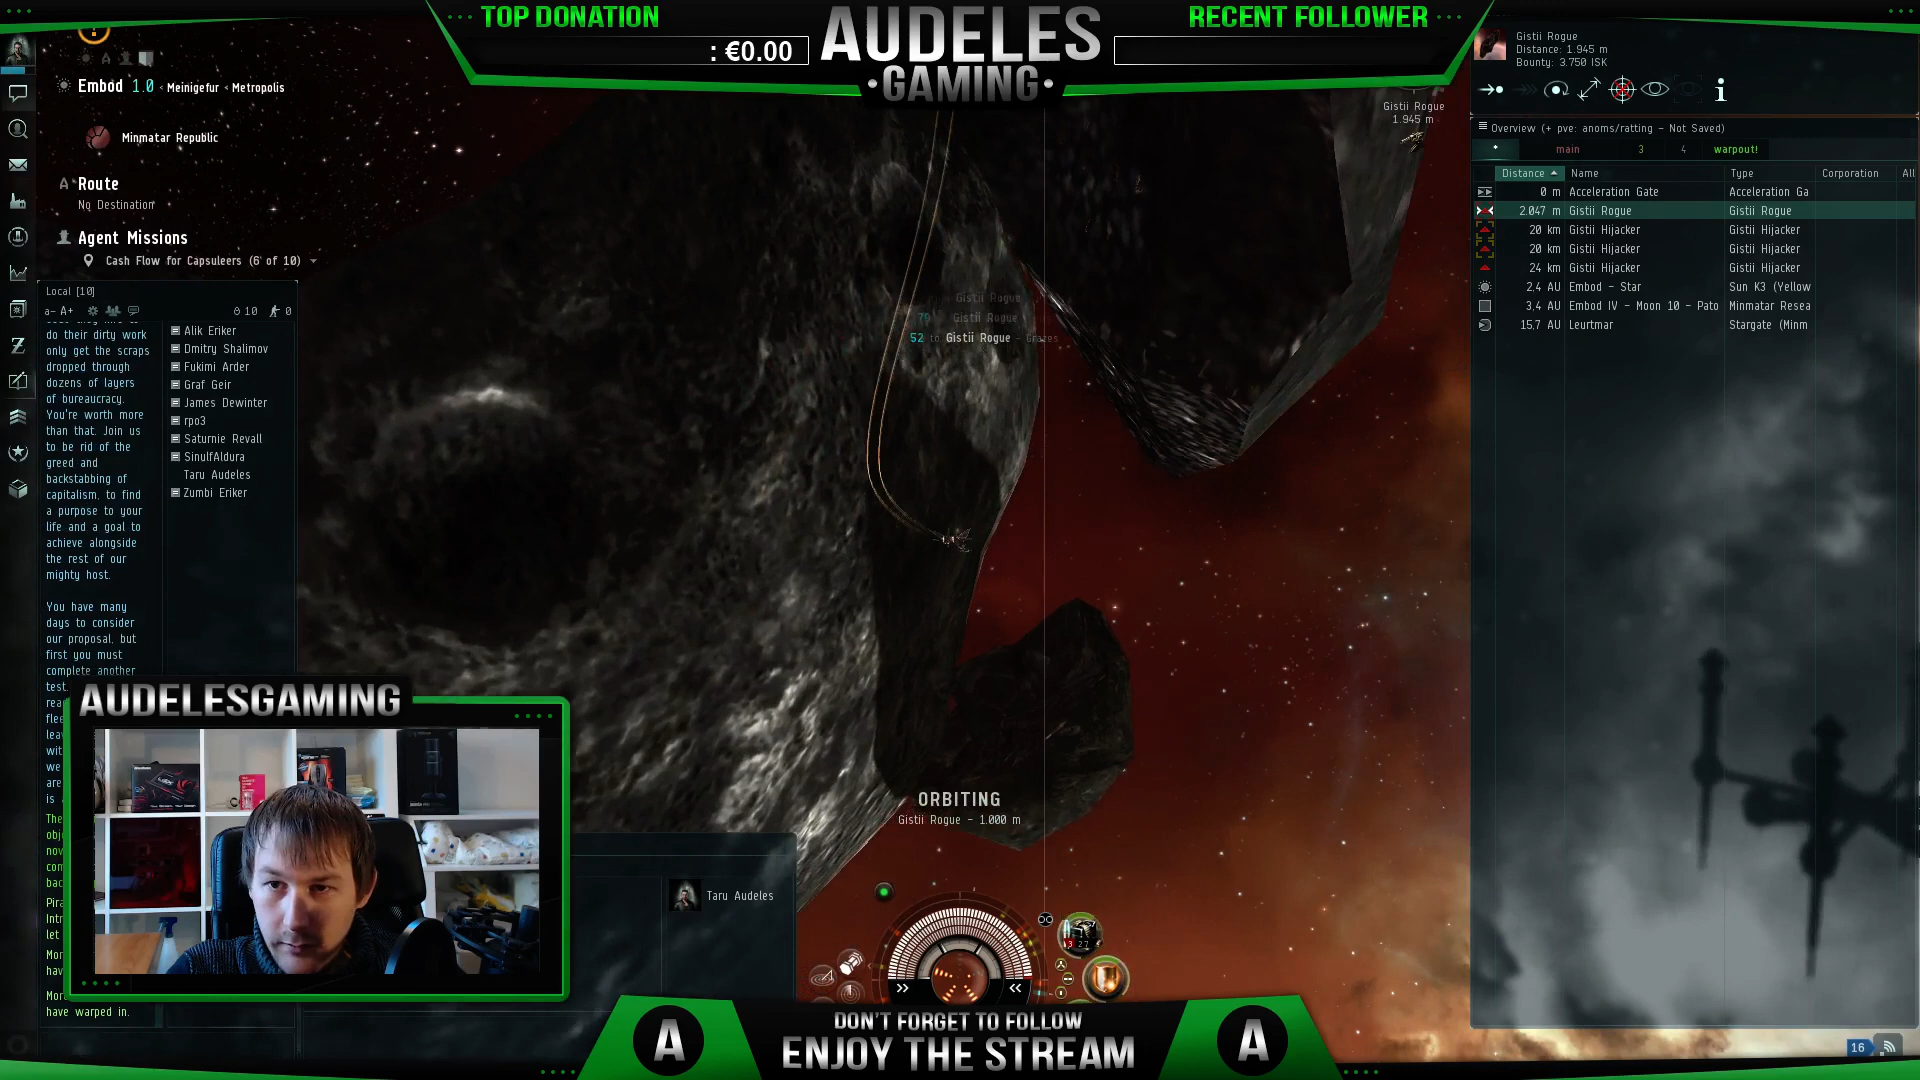 TOP DONATION
: €0.00
AUDELES
GAMING
RECENT FOLLOWER
Embod 1.0 < Meinigefur < Metropolis
Minmatar Republic
Route
No Destination
Agent Missions
Cash Flow for Capsuleers (6 of 10)
Local [10]
a- A+
10
0
do their dirty work
only get the scraps
dropped through
dozens of layers
of bureaucracy.
You're worth more
than that. Join us
to be rid of the
greed and
backstabbing of
capitalism, to find
a purpose to your
life and a goal to
achieve alongside
the rest of our
mighty host.
You have many
days to consider
our proposal, but
first you must
complete another
test.
have warped in.
Alik Eriker
Dmitry Shalimov
Fukimi Arder
Graf Geir
James Dewinter
rpo3
Saturnie Revall
SinulfAldura
Taru Audeles
Zumbi Eriker
Gistii Rogue
79 Gistii Rogue
52 to Gistii Rogue - Grazes
Gistii Rogue
1.945 m
Gistii Rogue
Distance: 1.945 m
Bounty: 3.750 ISK
Overview (+ pve: anoms/ratting - Not Saved)
main 3 4 warpout!
Distance Name Type Corporation All
0 m Acceleration Gate Acceleration Ga
2.047 m Gistii Rogue Gistii Rogue
20 km Gistii Hijacker Gistii Hijacker
20 km Gistii Hijacker Gistii Hijacker
24 km Gistii Hijacker Gistii Hijacker
2.4 AU Embod - Star Sun K3 (Yellow
3.4 AU Embod IV - Moon 10 - Pato Minmatar Resea
15.7 AU Leurtmar Stargate (Minm
AUDELESGAMING
Taru Audeles
ORBITING
Gistii Rogue - 1.000 m
A
DON'T FORGET TO FOLLOW
ENJOY THE STREAM
A
16